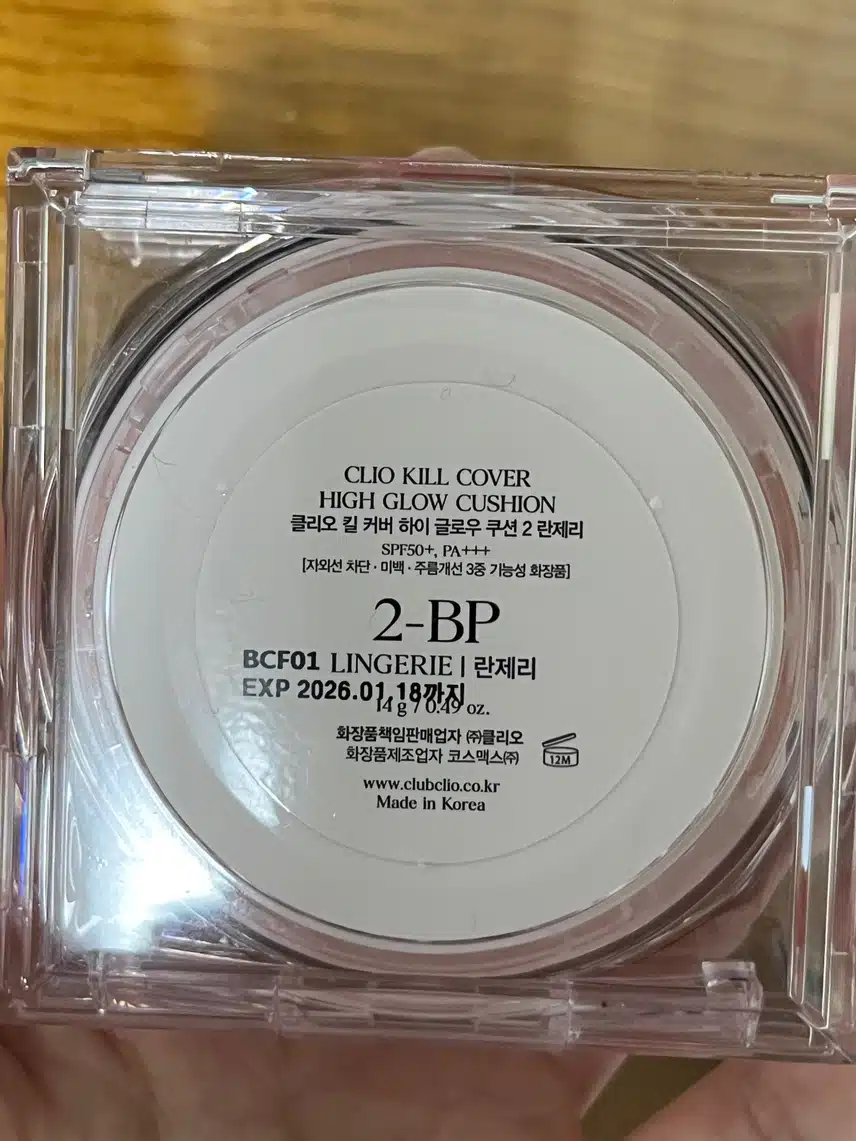 CLIO KILL COVER
HIGH GLOW CUSHION
클리오 킬 커버 하이 글로우 쿠션 2 란제리
SPF50+, PA+++
[자외선 차단 · 미백 · 주름개선 3중 기능성 화장품]
2-BP
BCF01 LINGERIE | 란제리
EXP 2026.01.18까지
14 g / 0.49 oz.
화장품책임판매업자 ㈜클리오
화장품제조업자 코스맥스㈜
12M
www.clubclio.co.kr
Made in Korea